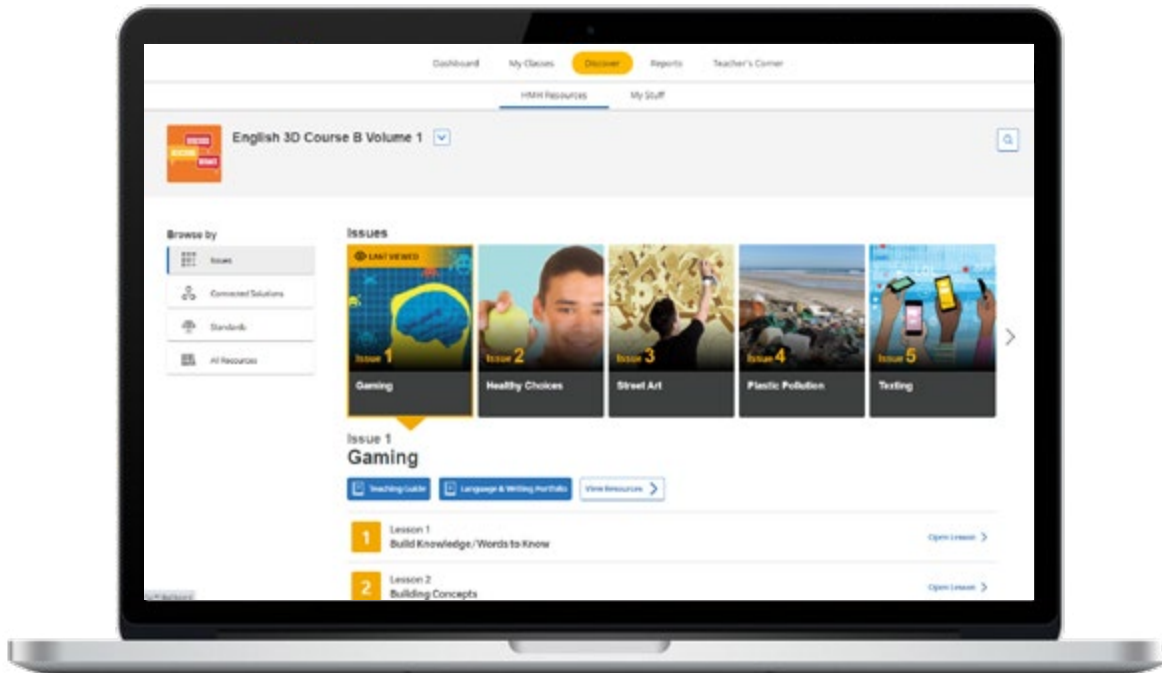 Dashboard My Classes Discover Reports Teacher's Corner
HMH Resources My Stuff
English 3D Course B Volume 1
Browse by
Issues
Connected Solutions
Standards
All Resources
Issues
LAST VIEWED
Issue 1
Gaming
Issue 2
Healthy Choices
Issue 3
Street Art
Issue 4
Plastic Pollution
LOL
Issue 5
Texting
Issue 1
Gaming
Teaching Guide
Language & Writing Portfolio
View Resources
1
Lesson 1
Build Knowledge/Words to Know
Open Lesson
2
Lesson 2
Building Concepts
Open Lesson